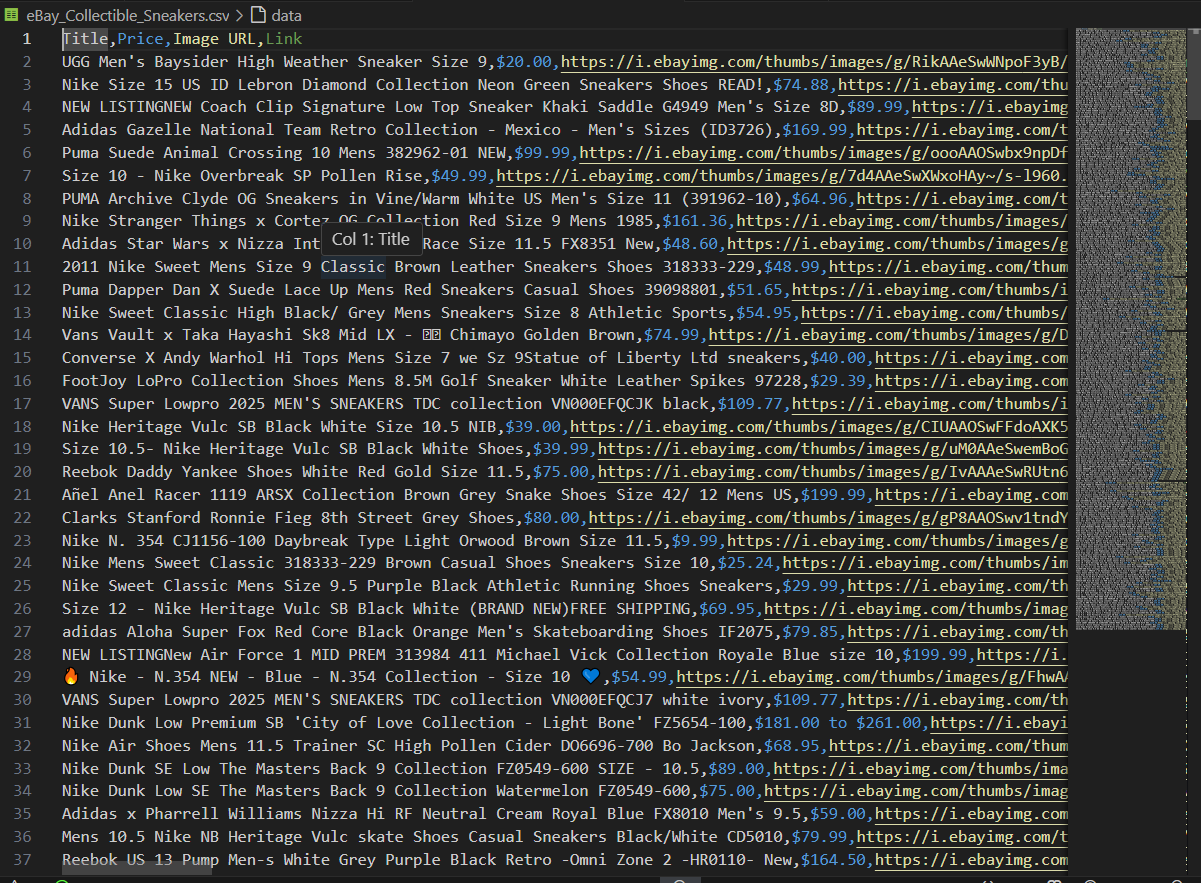 eBay_Collectible_Sneakers.csv > data
1 Title,Price,Image URL,Link
2 UGG Men's Baysider High Weather Sneaker Size 9,$20.00,https://i.ebayimg.com/thumbs/images/g/RikAAeSwWNpoF3yB/
3 Nike Size 15 US ID Lebron Diamond Collection Neon Green Sneakers Shoes READ!,$74.88,https://i.ebayimg.com/thu
4 NEW LISTINGNEW Coach Clip Signature Low Top Sneaker Khaki Saddle G4949 Men's Size 8D,$89.99,https://i.ebayimg
5 Adidas Gazelle National Team Retro Collection - Mexico - Men's Sizes (ID3726),$169.99,https://i.ebayimg.com/t
6 Puma Suede Animal Crossing 10 Mens 382962-01 NEW,$99.99,https://i.ebayimg.com/thumbs/images/g/oooAAOSwbx9npDf
7 Size 10 - Nike Overbreak SP Pollen Rise,$49.99,https://i.ebayimg.com/thumbs/images/g/7d4AAeSwXWxoHAy~/s-l960.
8 PUMA Archive Clyde OG Sneakers in Vine/Warm White US Men's Size 11 (391962-10),$64.96,https://i.ebayimg.com/t
9 Nike Stranger Things x Cortez OG Collection Red Size 9 Mens 1985,$161.36,https://i.ebayimg.com/thumbs/images/
Col 1: Title
10 Adidas Star Wars x Nizza Int Race Size 11.5 FX8351 New,$48.60,https://i.ebayimg.com/thumbs/images/g
11 2011 Nike Sweet Mens Size 9 Classic Brown Leather Sneakers Shoes 318333-229,$48.99,https://i.ebayimg.com/thum
12 Puma Dapper Dan X Suede Lace Up Mens Red Sneakers Casual Shoes 39098801,$51.65,https://i.ebayimg.com/thumbs/i
13 Nike Sweet Classic High Black/ Grey Mens Sneakers Size 8 Athletic Sports,$54.95,https://i.ebayimg.com/thumbs/
14 Vans Vault x Taka Hayashi Sk8 Mid LX - Chimayo Golden Brown,$74.99,https://i.ebayimg.com/thumbs/images/g/D
15 Converse X Andy Warhol Hi Tops Mens Size 7 we Sz 9Statue of Liberty Ltd sneakers,$40.00,https://i.ebayimg.com
16 FootJoy LoPro Collection Shoes Mens 8.5M Golf Sneaker White Leather Spikes 97228,$29.39,https://i.ebayimg.com
17 VANS Super Lowpro 2025 MEN'S SNEAKERS TDC collection VN000EFQCJK black,$109.77,https://i.ebayimg.com/thumbs/i
18 Nike Heritage Vulc SB Black White Size 10.5 NIB,$39.00,https://i.ebayimg.com/thumbs/images/g/CIUAAOSwFFdoAXK5
19 Size 10.5- Nike Heritage Vulc SB Black White Shoes,$39.99,https://i.ebayimg.com/thumbs/images/g/uM0AAeSwemBoG
20 Reebok Daddy Yankee Shoes White Red Gold Size 11.5,$75.00,https://i.ebayimg.com/thumbs/images/g/IvAAAeSwRUtn6
21 Añel Anel Racer 1119 ARSX Collection Brown Grey Snake Shoes Size 42/ 12 Mens US,$199.99,https://i.ebayimg.com
22 Clarks Stanford Ronnie Fieg 8th Street Grey Shoes,$80.00,https://i.ebayimg.com/thumbs/images/g/gP8AAOSwv1tndY
23 Nike N. 354 CJ1156-100 Daybreak Type Light Orwood Brown Size 11.5,$9.99,https://i.ebayimg.com/thumbs/images/g
24 Nike Mens Sweet Classic 318333-229 Brown Casual Shoes Sneakers Size 10,$25.24,https://i.ebayimg.com/thumbs/im
25 Nike Sweet Classic Mens Size 9.5 Purple Black Athletic Running Shoes Sneakers,$29.99,https://i.ebayimg.com/th
26 Size 12 - Nike Heritage Vulc SB Black White (BRAND NEW)FREE SHIPPING,$69.95,https://i.ebayimg.com/thumbs/imag
27 adidas Aloha Super Fox Red Core Black Orange Men's Skateboarding Shoes IF2075,$79.85,https://i.ebayimg.com/th
28 NEW LISTINGNew Air Force 1 MID PREM 313984 411 Michael Vick Collection Royale Blue size 10,$199.99,https://i.
29 🔥 Nike - N.354 NEW - Blue - N.354 Collection - Size 10 💙,$54.99,https://i.ebayimg.com/thumbs/images/g/FhwAA
30 VANS Super Lowpro 2025 MEN'S SNEAKERS TDC collection VN000EFQCJ7 white ivory,$109.77,https://i.ebayimg.com/th
31 Nike Dunk Low Premium SB 'City of Love Collection - Light Bone' FZ5654-100,$181.00 to $261.00,https://i.ebayi
32 Nike Air Shoes Mens 11.5 Trainer SC High Pollen Cider DO6696-700 Bo Jackson,$68.95,https://i.ebayimg.com/thum
33 Nike Dunk SE Low The Masters Back 9 Collection FZ0549-600 SIZE - 10.5,$89.00,https://i.ebayimg.com/thumbs/ima
34 Nike Dunk Low SE The Masters Back 9 Collection Watermelon FZ0549-600,$75.00,https://i.ebayimg.com/thumbs/imag
35 Adidas x Pharrell Williams Nizza Hi RF Neutral Cream Royal Blue FX8010 Men's 9.5,$59.00,https://i.ebayimg.com
36 Mens 10.5 Nike NB Heritage Vulc skate Shoes Casual Sneakers Black/White CD5010,$79.99,https://i.ebayimg.com/t
37 Reebok US 13 Pump Men-s White Grey Purple Black Retro -Omni Zone 2 -HR0110- New,$164.50,https://i.ebayimg.com